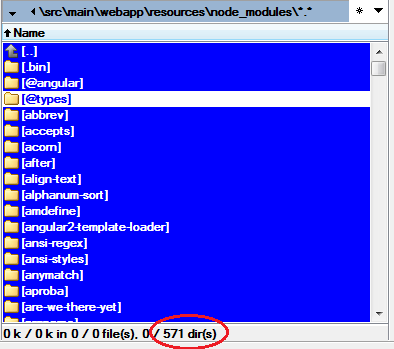 \src\main\webapp\resources\node_modules\*.* *
Name
[..]
[.bin]
[@angular]
[@types]
[abbrev]
[accepts]
[acorn]
[after]
[align-text]
[alphanum-sort]
[amdefine]
[angular2-template-loader]
[ansi-regex]
[ansi-styles]
[anymatch]
[aproba]
[are-we-there-yet]
0 k / 0 k in 0 / 0 file(s), 0 / 571 dir(s)